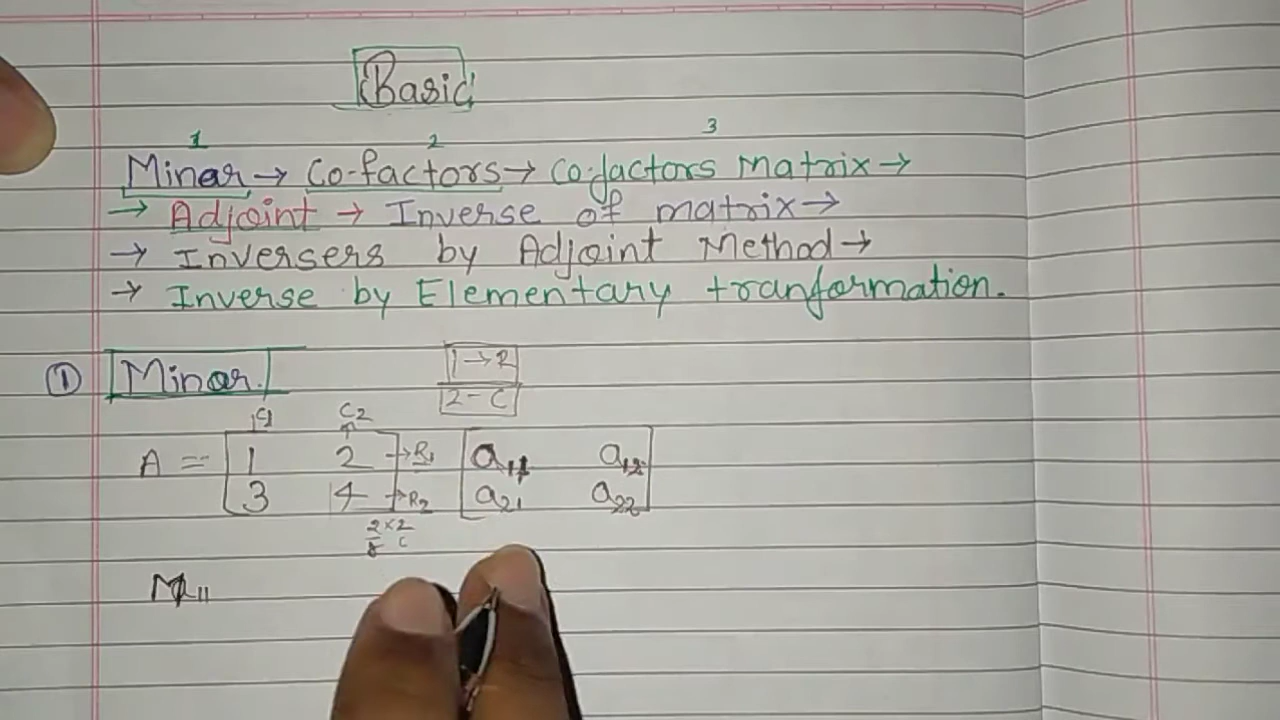 Basic
1 2 3
Minor → Co-factors → Co-factors Matrix →
→ Adjoint → Inverse of matrix →
→ Inversers by Adjoint Method →
→ Inverse by Elementary tranformation.
① Minor.
1 → R
2 - C
C1 C2
A = 1 2 → R1 a11 a12
3 4 → R2 a21 a22
2 × 2
C
M11